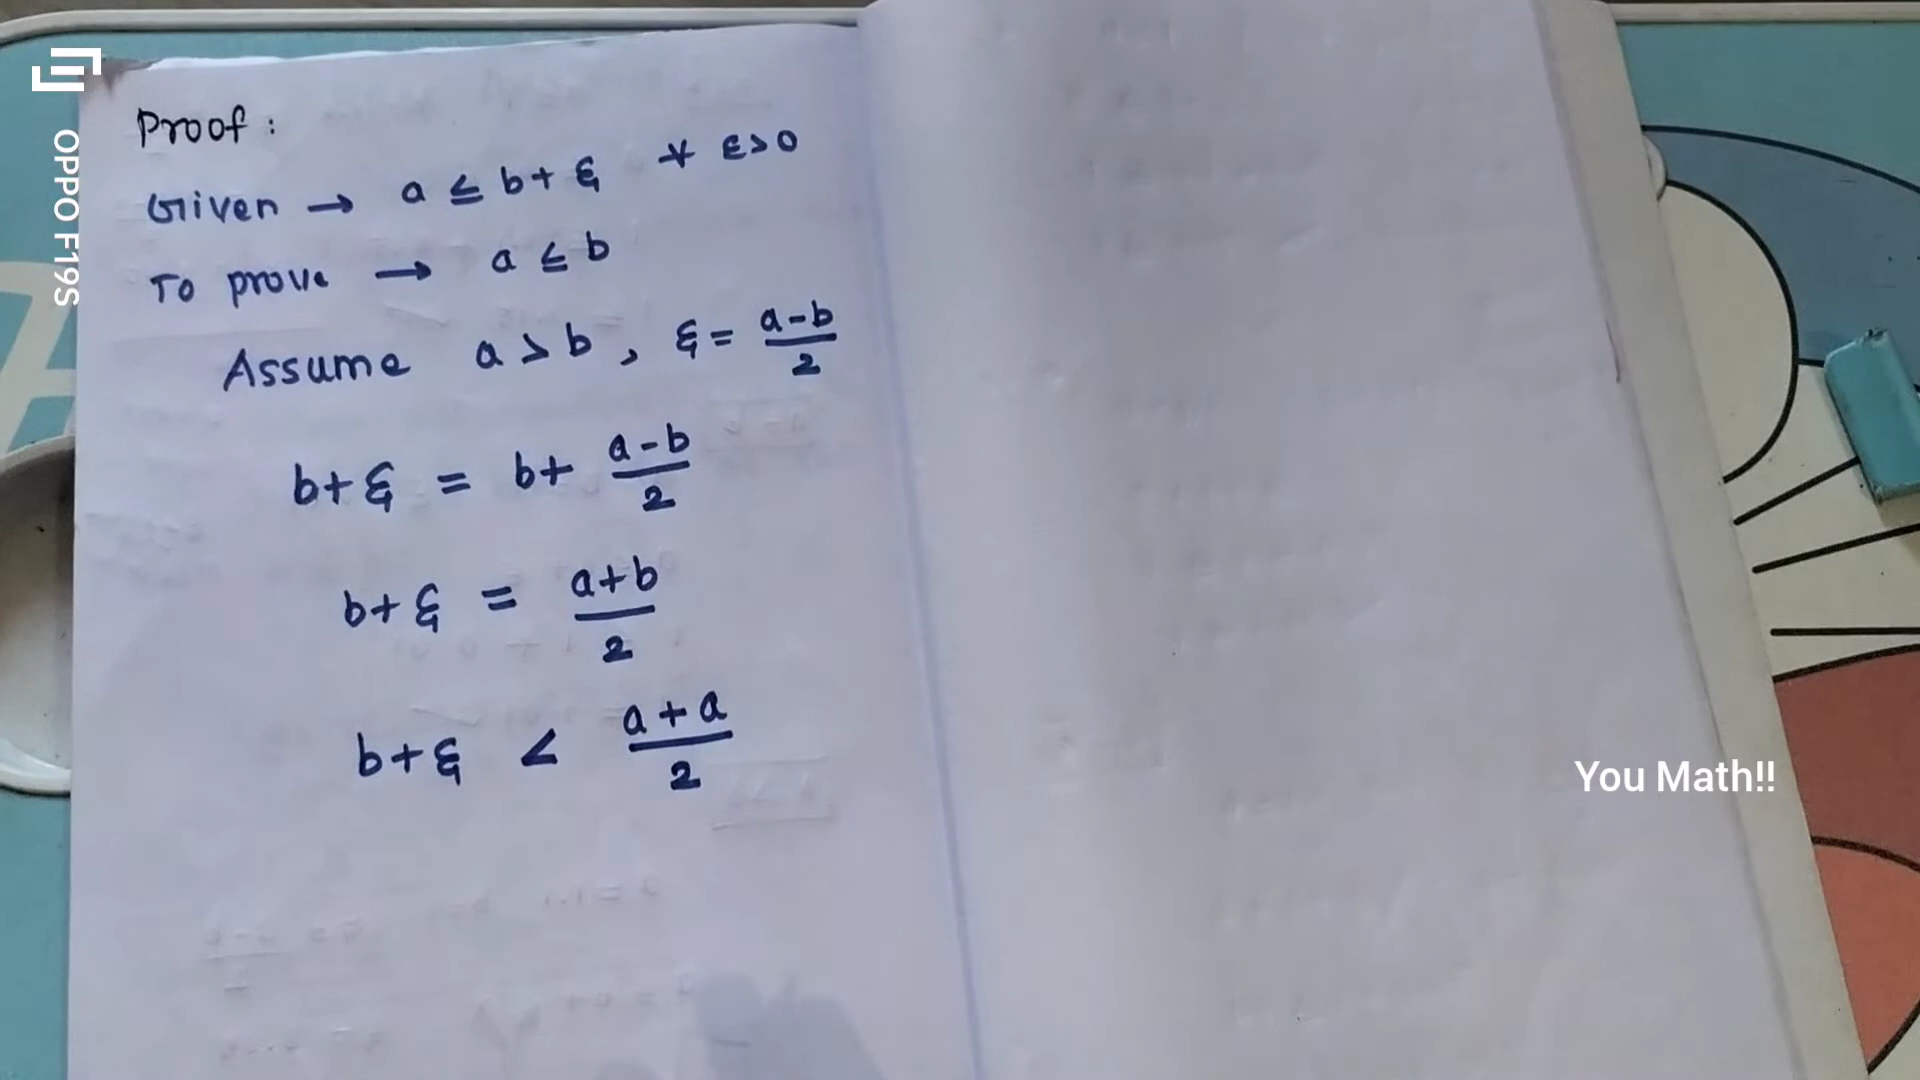 Proof :
Given → a ≤ b + ε ∀ ε > 0
To prove → a ≤ b
Assume a > b , ε = (a - b)/2
b + ε = b + (a - b)/2
b + ε = (a + b)/2
b + ε < (a + a)/2
OPPO F19S
You Math!!